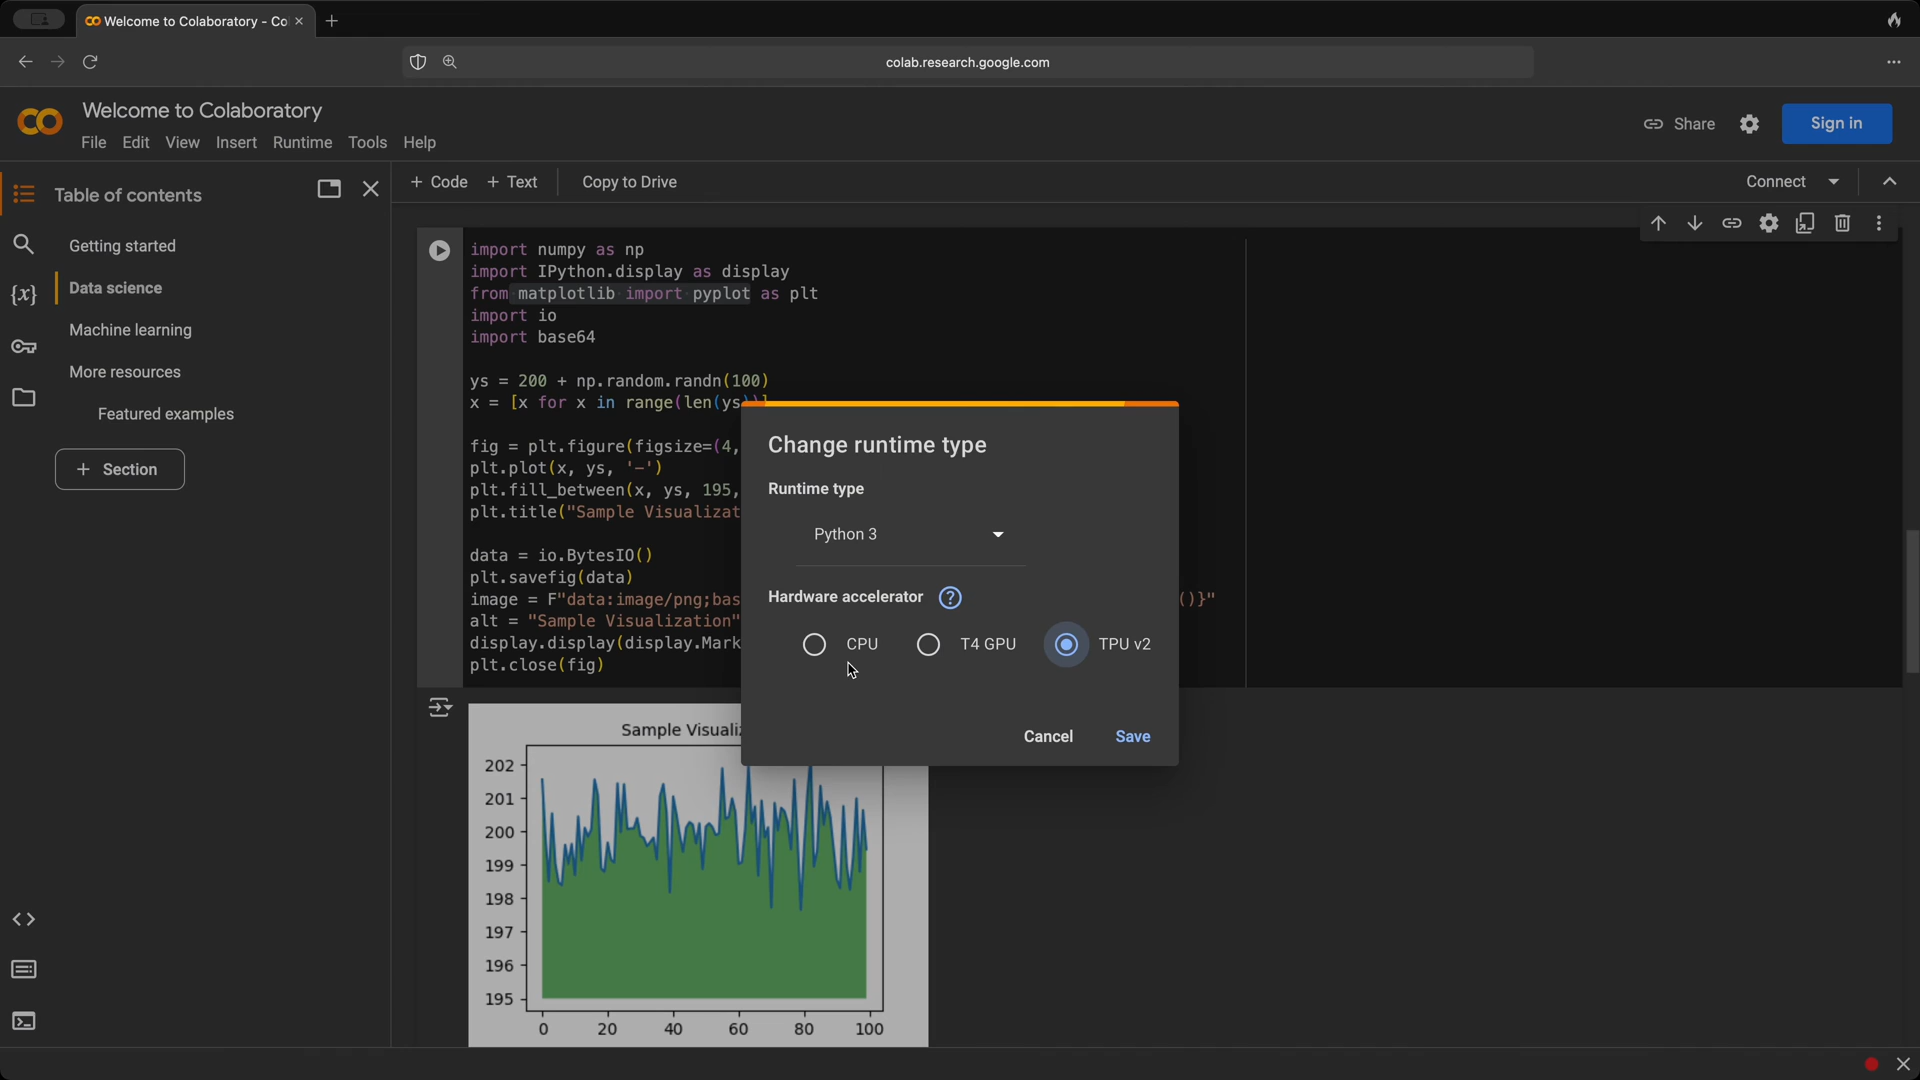 Welcome to Colaboratory - Co
colab.research.google.com
Welcome to Colaboratory
File Edit View Insert Runtime Tools Help
Share
Sign in
Table of contents
+ Code + Text Copy to Drive
Connect
Getting started
Data science
Machine learning
More resources
Featured examples
+ Section
import numpy as np
import IPython.display as display
from matplotlib import pyplot as plt
import io
import base64
ys = 200 + np.random.randn(100)
x = [x for x in range(len(ys))]
fig = plt.figure(figsize=(4,
plt.plot(x, ys, '-')
plt.fill_between(x, ys, 195,
plt.title("Sample Visualizat
data = io.BytesIO()
plt.savefig(data)
image = F"data:image/png;bas ()}"
alt = "Sample Visualization"
display.display(display.Mark
plt.close(fig)
Change runtime type
Runtime type
Python 3
Hardware accelerator ?
CPU T4 GPU TPU v2
Cancel Save
Sample Visuali
202
201
200
199
198
197
196
195
0 20 40 60 80 100